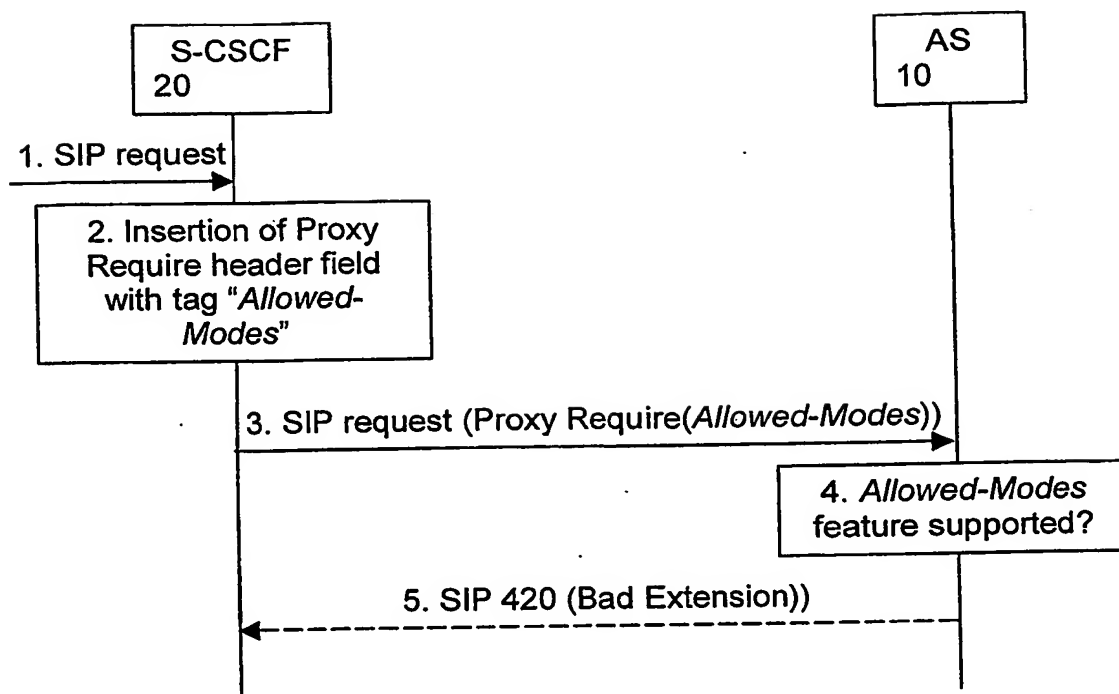 S-CSCF
20
AS
10
1. SIP request
2. Insertion of Proxy
Require header field
with tag “Allowed-
Modes”
3. SIP request (Proxy Require(Allowed-Modes))
4. Allowed-Modes
feature supported?
5. SIP 420 (Bad Extension))